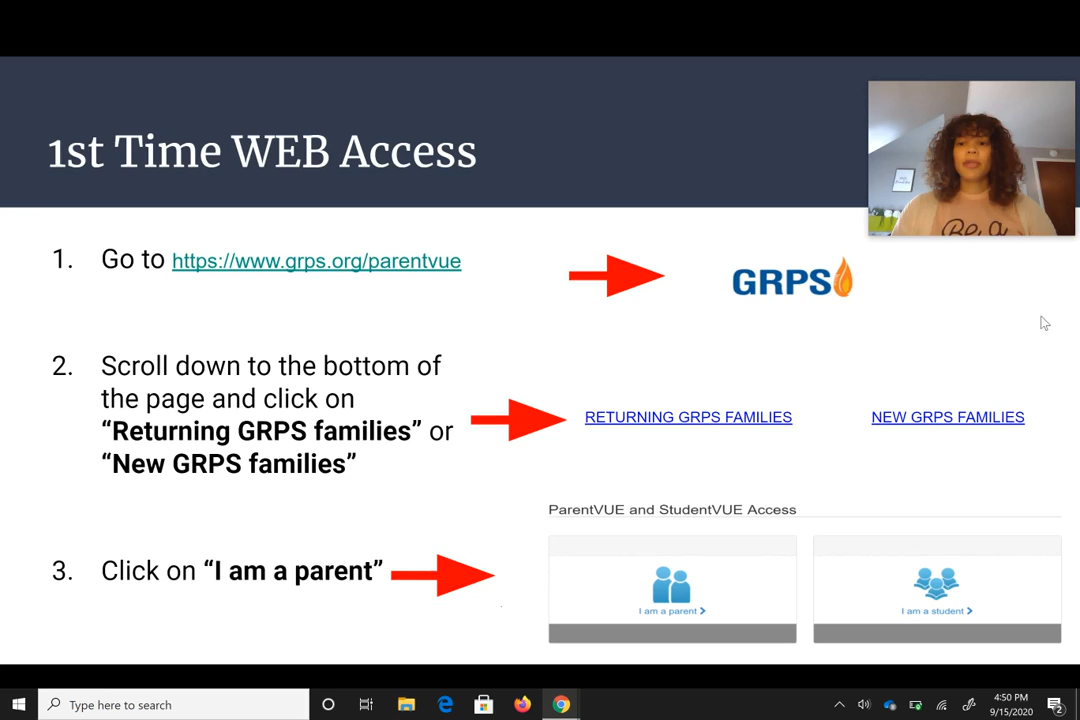 1st Time WEB Access
Be a
1. Go to https://www.grps.org/parentvue
GRPS
2. Scroll down to the bottom of
the page and click on
“Returning GRPS families” or
“New GRPS families”
RETURNING GRPS FAMILIES
NEW GRPS FAMILIES
ParentVUE and StudentVUE Access
3. Click on “I am a parent”
I am a parent
I am a student
Type here to search
4:50 PM
9/15/2020
2